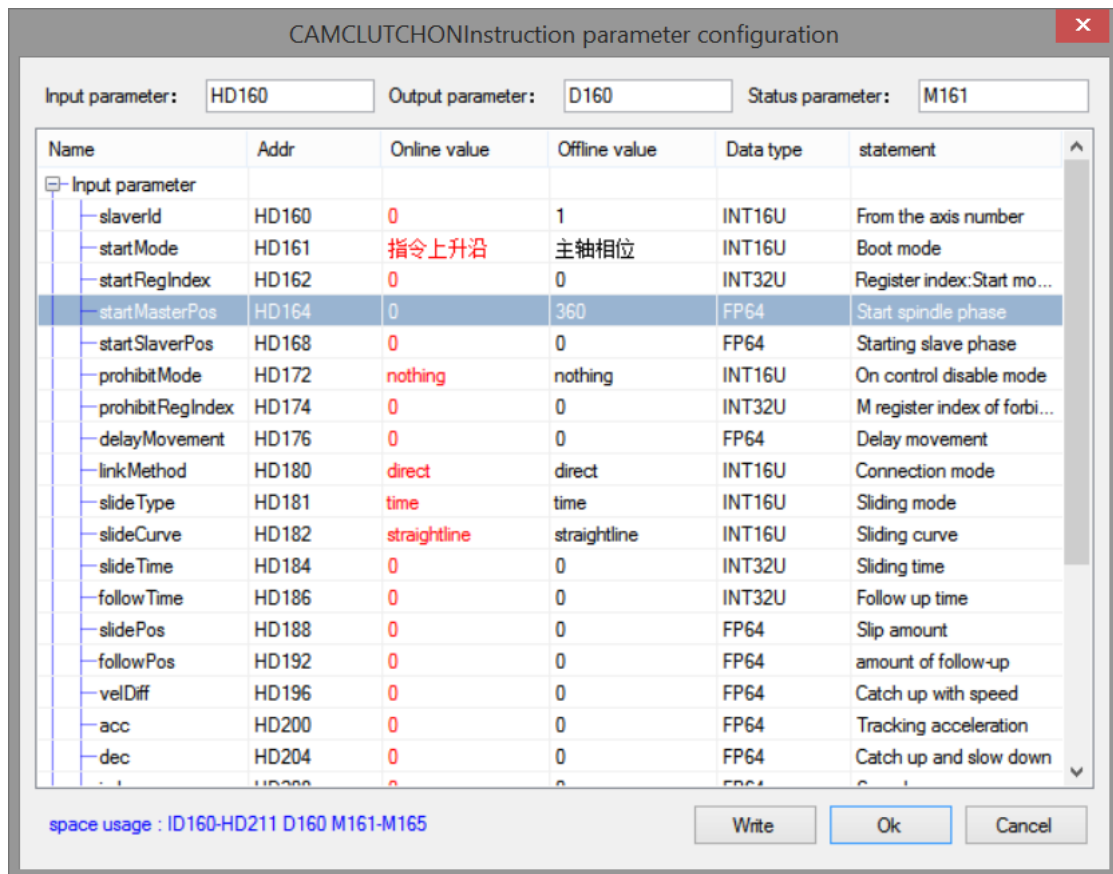 CAMCLUTCHONInstruction parameter configuration
Input parameter: HD160 Output parameter: D160 Status parameter: M161
Name Addr Online value Offline value Data type statement
Input parameter
slaverId HD160 0 1 INT16U From the axis number
startMode HD161 指令上升沿 主轴相位 INT16U Boot mode
startRegIndex HD162 0 0 INT32U Register index:Start mo...
startMasterPos HD164 0 360 FP64 Start spindle phase
startSlaverPos HD168 0 0 FP64 Starting slave phase
prohibitMode HD172 nothing nothing INT16U On control disable mode
prohibitRegIndex HD174 0 0 INT32U M register index of forbi...
delayMovement HD176 0 0 FP64 Delay movement
linkMethod HD180 direct direct INT16U Connection mode
slideType HD181 time time INT16U Sliding mode
slideCurve HD182 straightline straightline INT16U Sliding curve
slideTime HD184 0 0 INT32U Sliding time
followTime HD186 0 0 INT32U Follow up time
slidePos HD188 0 0 FP64 Slip amount
followPos HD192 0 0 FP64 amount of follow-up
velDiff HD196 0 0 FP64 Catch up with speed
acc HD200 0 0 FP64 Tracking acceleration
dec HD204 0 0 FP64 Catch up and slow down
space usage : ID160-HD211 D160 M161-M165
Write Ok Cancel